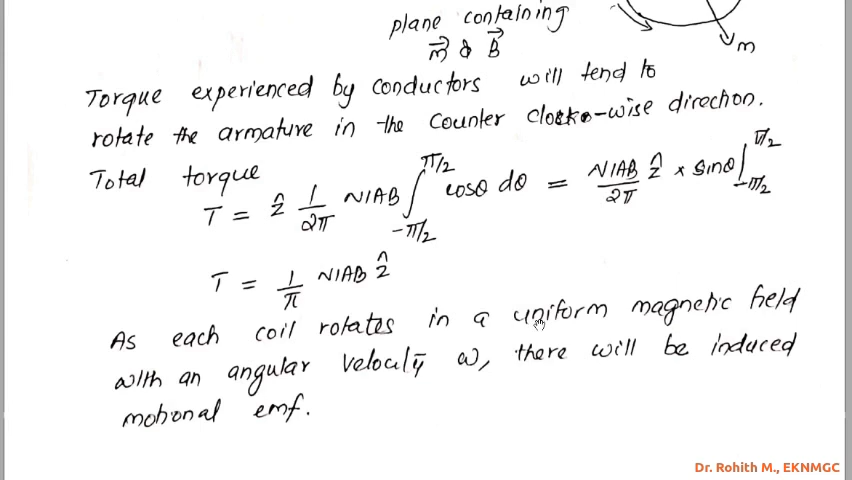 plane containing
m⃗ & B⃗
m
Torque experienced by conductors will tend to
rotate the armature in the counter clock-wise direction.
Total torque
T = ẑ 1/2π NIAB ∫_{-π/2}^{π/2} cosθ dθ = NIAB/2π ẑ × sinθ|_{-π/2}^{π/2}
T = 1/π NIAB ẑ
As each coil rotates in a uniform magnetic field
with an angular velocity ω, there will be induced
motional emf.
Dr. Rohith M., EKNMGC